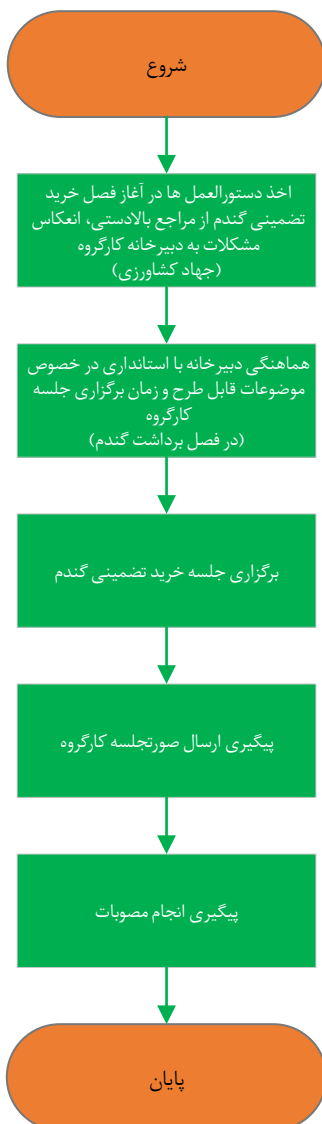 شروع
اخذ دستورالعمل ها در آغاز فصل خرید
تضمینی گندم از مراجع بالادستی، انعکاس
مشکلات به دبیرخانه کارگروه
(جهاد کشاورزی)
هماهنگی دبیرخانه با استانداری در خصوص
موضوعات قابل طرح و زمان برگزاری جلسه
کارگروه
(در فصل برداشت گندم)
برگزاری جلسه خرید تضمینی گندم
پیگیری ارسال صورتجلسه کارگروه
پیگیری انجام مصوبات
پایان